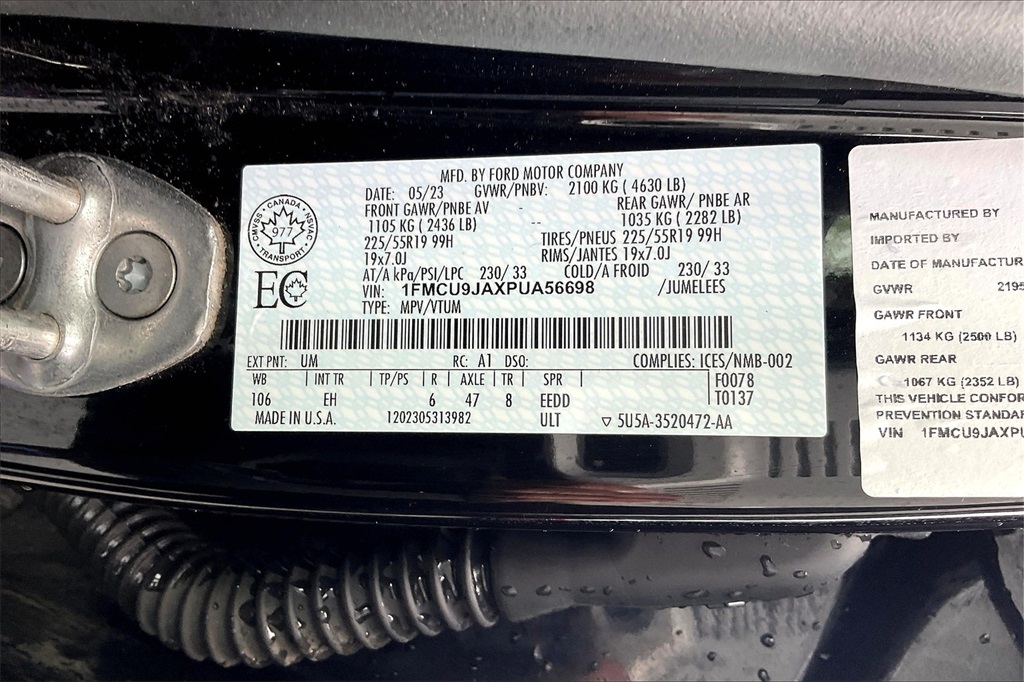 MFD. BY FORD MOTOR COMPANY
DATE: 05/23 GVWR/PNBV: 2100 KG ( 4630 LB)
FRONT GAWR/ PNBE AV - REAR GAWR/ PNBE AR
1105 KG ( 2436 LB) -- 1035 KG ( 2282 LB)
225/55R19 99H TIRES/PNEUS 225/55R19 99H
19x7.0J RIMS/JANTES 19x7.0J
AT/A kPa/PSI/LPC 230/ 33 COLD/A FROID 230/ 33
VIN: 1FMCU9JAXPUA56698 /JUMELEES
TYPE: MPV/VTUM
CMVSS · CANADA · NSVAC · TRANSPORT ·
977
EC
EXT PNT: UM RC: A1 DSO: COMPLIES: ICES/NMB-002
WB | INT TR | TP/PS | R | AXLE | TR | SPR | F0078
106 EH 6 47 8 EEDD T0137
MADE IN U.S.A. 1202305313982 ULT ▽ 5U5A-3520472-AA
MANUFACTURED BY
IMPORTED BY
DATE OF MANUFACTUR
GVWR 2195
GAWR FRONT
1134 KG (2500 LB)
GAWR REAR
1067 KG (2352 LB)
THIS VEHICLE CONFOR
PREVENTION STANDA
VIN 1FMCU9JAXPU